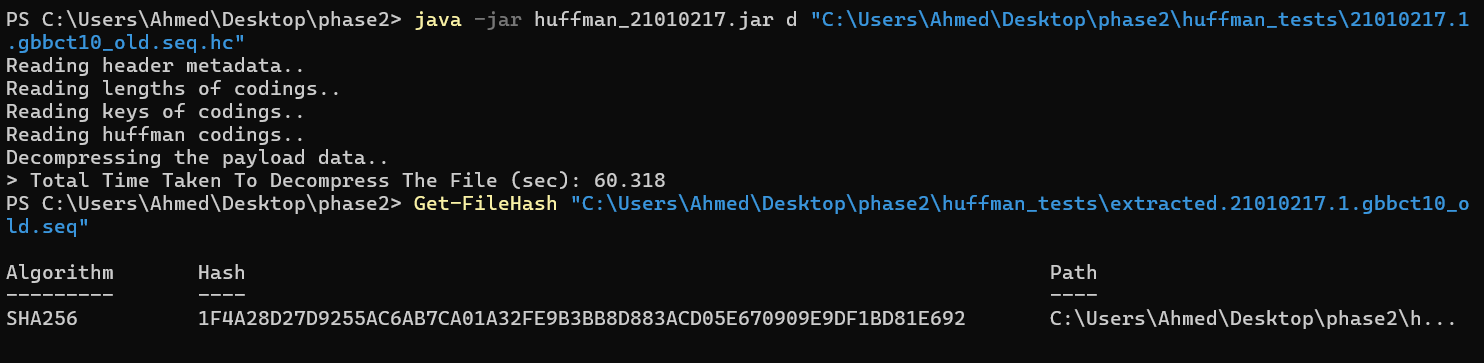 PS C:\Users\Ahmed\Desktop\phase2> java -jar huffman_21010217.jar d "C:\Users\Ahmed\Desktop\phase2\huffman_tests\21010217.1
.gbbct10_old.seq.hc"
Reading header metadata..
Reading lengths of codings..
Reading keys of codings..
Reading huffman codings..
Decompressing the payload data..
> Total Time Taken To Decompress The File (sec): 60.318
PS C:\Users\Ahmed\Desktop\phase2> Get-FileHash "C:\Users\Ahmed\Desktop\phase2\huffman_tests\extracted.21010217.1.gbbct10_o
ld.seq"
Algorithm       Hash                                                                   Path
---------       ----                                                                   ----
SHA256          1F4A28D27D9255AC6AB7CA01A32FE9B3BB8D883ACD05E670909E9DF1BD81E692       C:\Users\Ahmed\Desktop\phase2\h...